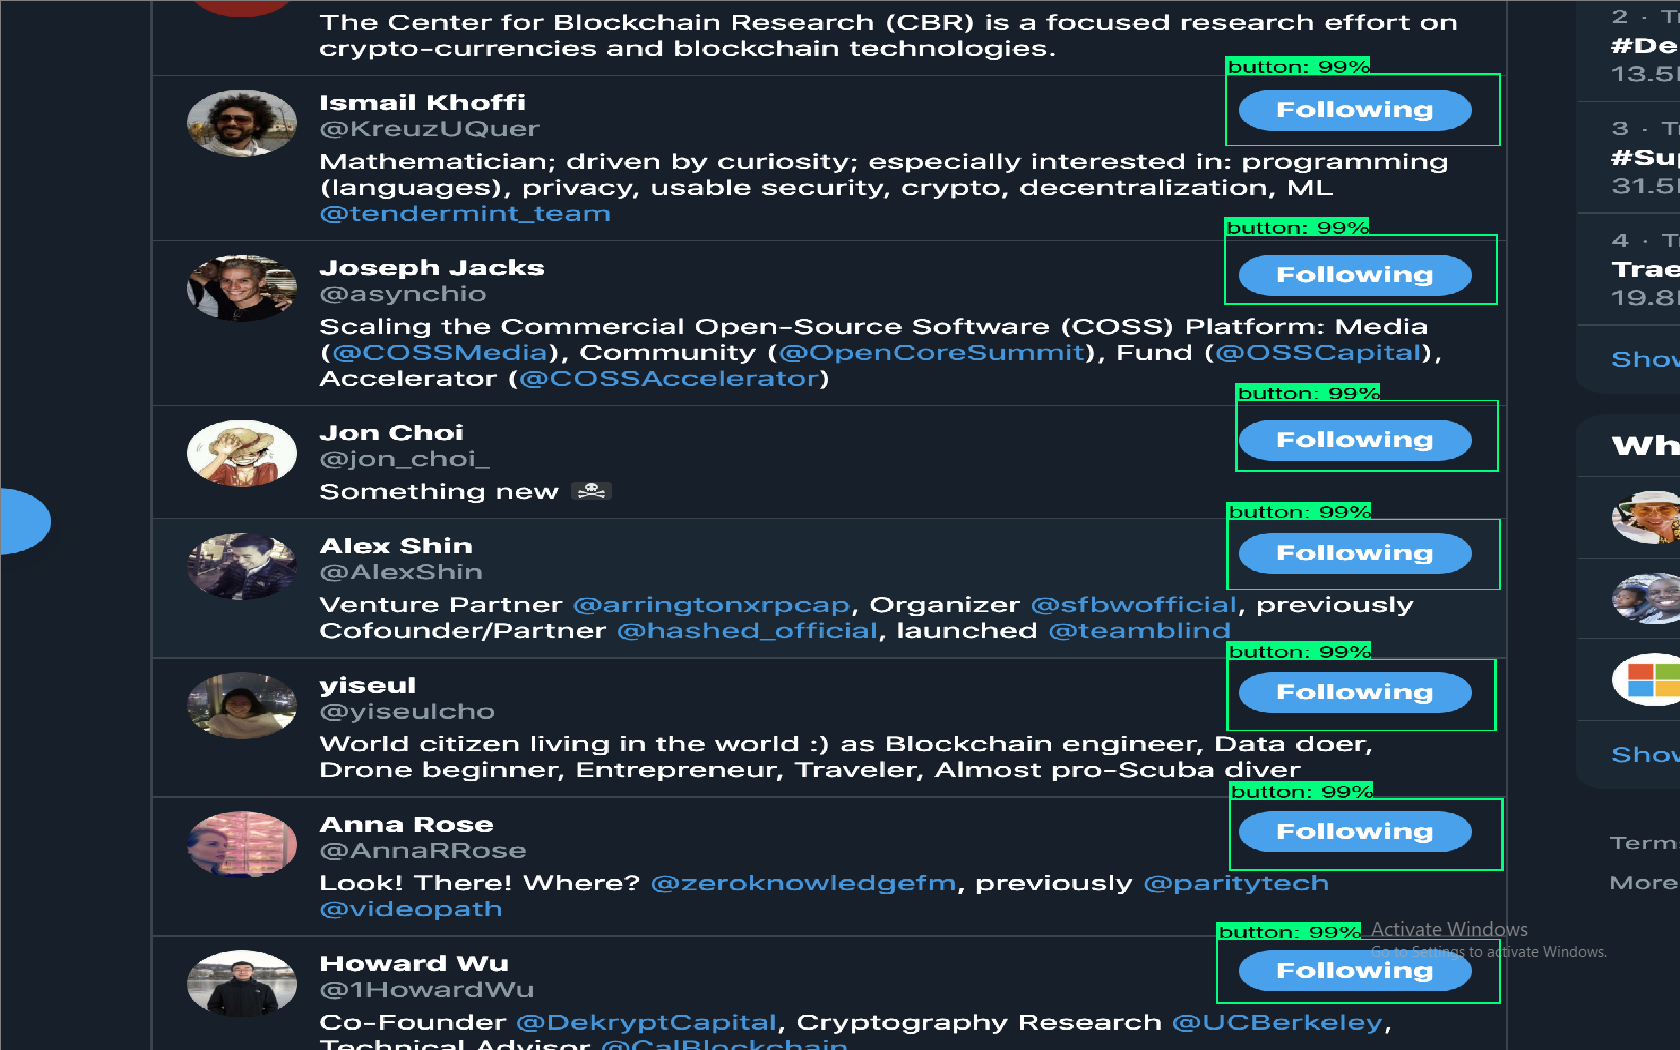 The Center for Blockchain Research (CBR) is a focused research effort on
crypto-currencies and blockchain technologies.
button: 99%
Ismail Khoffi
Following
@KreuzUQuer
Mathematician; driven by curiosity; especially interested in: programming
(languages), privacy, usable security, crypto, decentralization, ML
@tendermint_team
button: 99%
Joseph Jacks
Following
@asynchio
Scaling the Commercial Open-Source Software (COSS) Platform: Media
(@COSSMedia), Community (@OpenCoreSummit), Fund (@OSSCapital),
Accelerator (@COSSAccelerator)
button: 99%
Jon Choi
Following
@jon_choi_
Something new ☠
button: 99%
Alex Shin
Following
@AlexShin
Venture Partner @arringtonxrpcap, Organizer @sfbwofficial, previously
Cofounder/Partner @hashed_official, launched @teamblind
button: 99%
yiseul
Following
@yiseulcho
World citizen living in the world :) as Blockchain engineer, Data doer,
Drone beginner, Entrepreneur, Traveler, Almost pro-Scuba diver
button: 99%
Anna Rose
Following
@AnnaRRose
Look! There! Where? @zeroknowledgefm, previously @paritytech
@videopath
button: 99%
Howard Wu
Following
@1HowardWu
Co-Founder @DekryptCapital, Cryptography Research @UCBerkeley,
Technical Advisor @CalBlockchain
2 · T
#De
13.5
3 · T
#Su
31.5
4 · T
Trae
19.8
Show
Wh
Show
Terms
More
Activate Windows
Go to Settings to activate Windows.